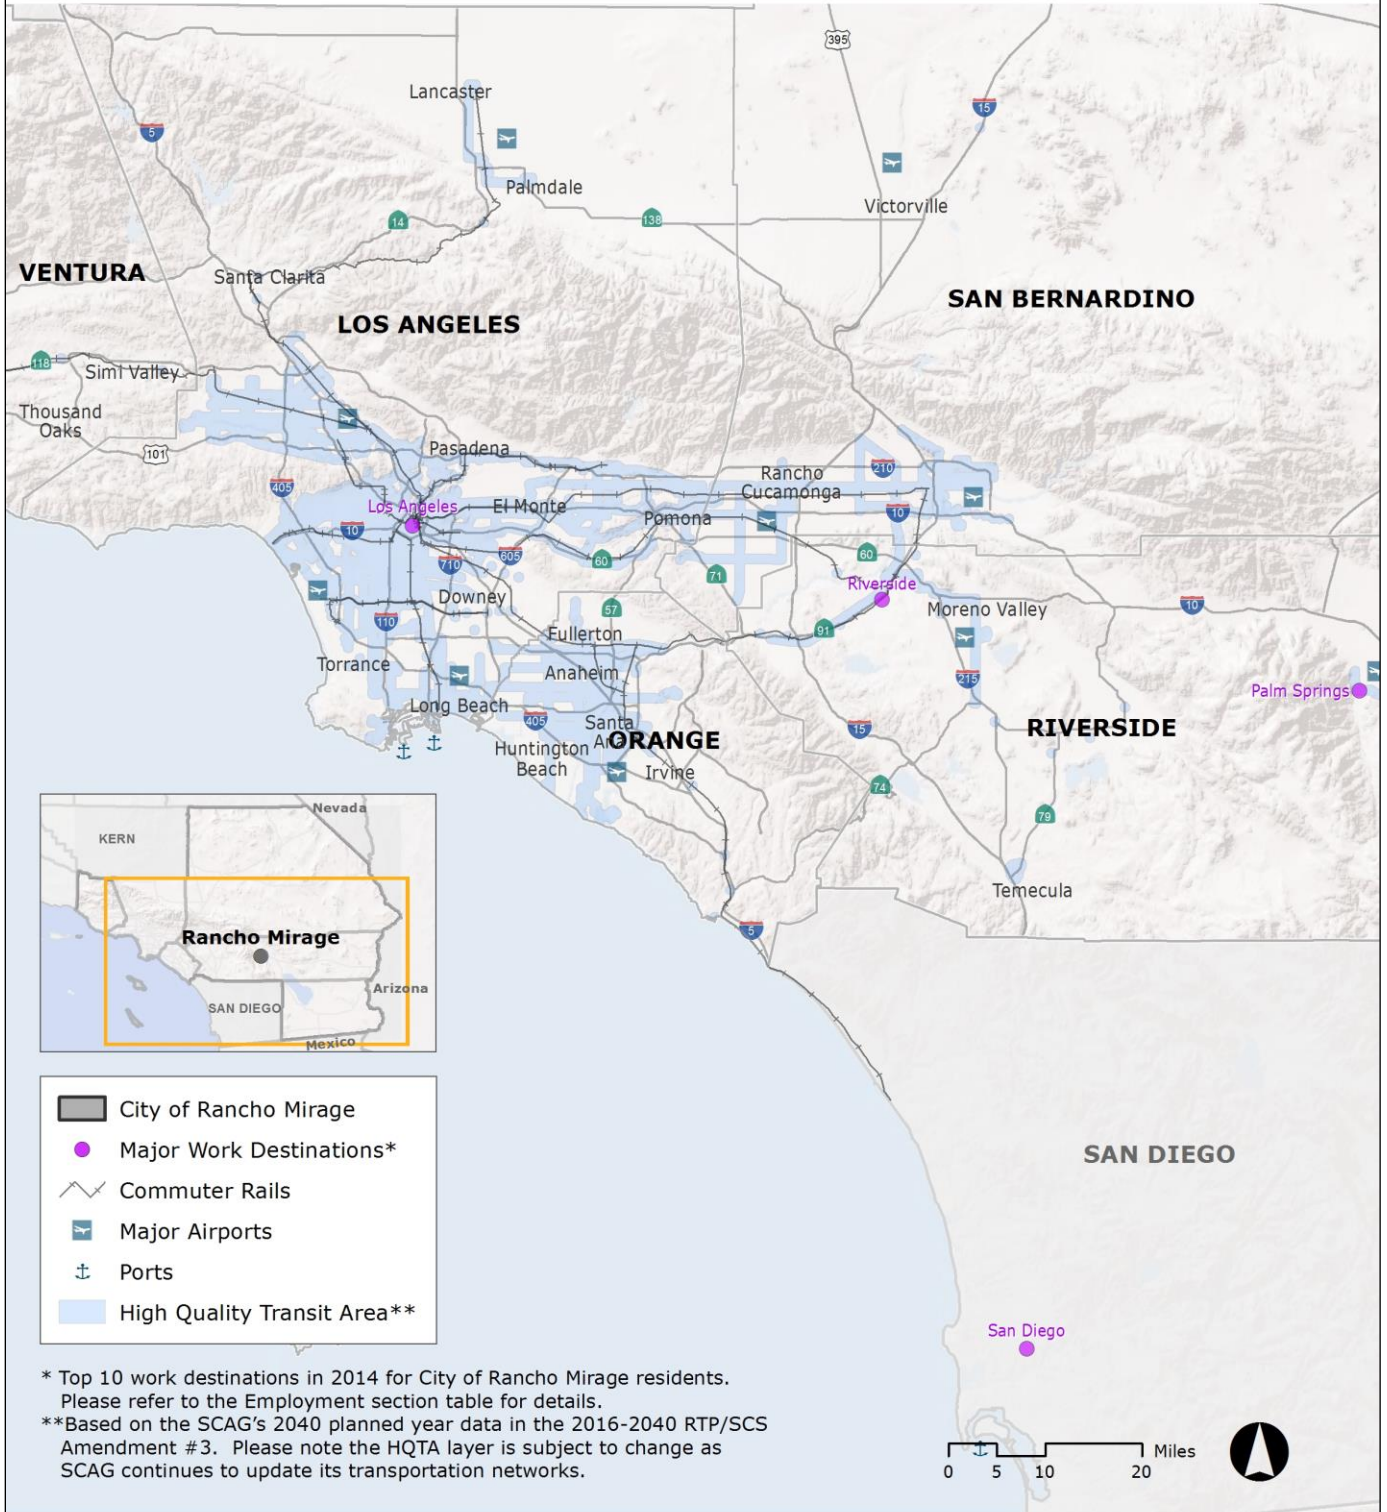 395
Lancaster
15
5
Palmdale
Victorville
14
138
VENTURA
Santa Clarita
SAN BERNARDINO
LOS ANGELES
118
Simi Valley
Thousand
Oaks
101
Pasadena
405
210
Rancho
Cucamonga
Los Angeles
El Monte
10
Pomona
10
605
710
60
60
71
Riverside
Downey
57
Moreno Valley
10
110
91
Fullerton
Torrance
Anaheim
215
Palm Springs
Long Beach
405
Santa
Ana
ORANGE
15
RIVERSIDE
Huntington
Beach
Irvine
74
79
Temecula
5
Nevada
KERN
Rancho Mirage
Arizona
SAN DIEGO
Mexico
City of Rancho Mirage
Major Work Destinations*
Commuter Rails
Major Airports
Ports
High Quality Transit Area**
SAN DIEGO
San Diego
* Top 10 work destinations in 2014 for City of Rancho Mirage residents.
Please refer to the Employment section table for details.
**Based on the SCAG's 2040 planned year data in the 2016-2040 RTP/SCS
Amendment #3. Please note the HQTA layer is subject to change as
SCAG continues to update its transportation networks.
Miles
0 5 10 20